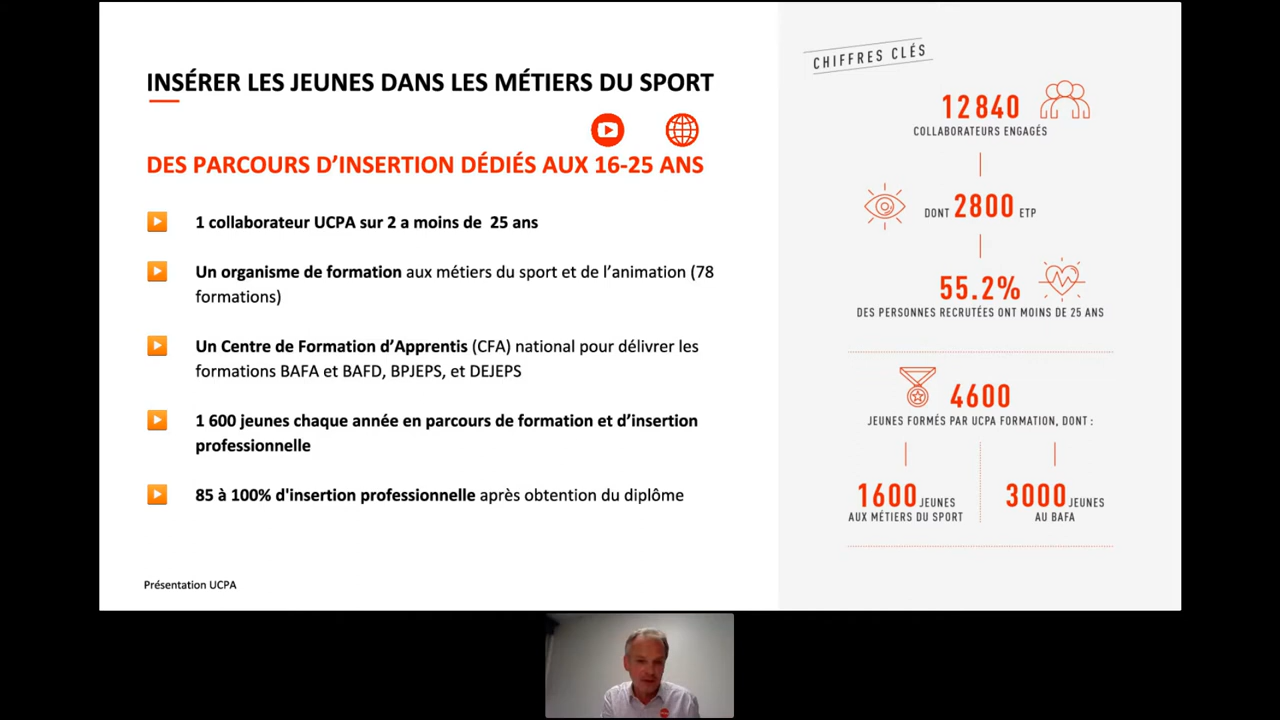 INSÉRER LES JEUNES DANS LES MÉTIERS DU SPORT
DES PARCOURS D’INSERTION DÉDIÉS AUX 16-25 ANS
1 collaborateur UCPA sur 2 a moins de 25 ans
Un organisme de formation aux métiers du sport et de l’animation (78
formations)
Un Centre de Formation d’Apprentis (CFA) national pour délivrer les
formations BAFA et BAFD, BPJEPS, et DEJEPS
1 600 jeunes chaque année en parcours de formation et d’insertion
professionnelle
85 à 100% d'insertion professionnelle après obtention du diplôme
Présentation UCPA
CHIFFRES CLÉS
12 840
COLLABORATEURS ENGAGÉS
DONT 2800 ETP
55.2%
DES PERSONNES RECRUTÉES ONT MOINS DE 25 ANS
4600
JEUNES FORMÉS PAR UCPA FORMATION, DONT :
1600 JEUNES
AUX MÉTIERS DU SPORT
3000 JEUNES
AU BAFA